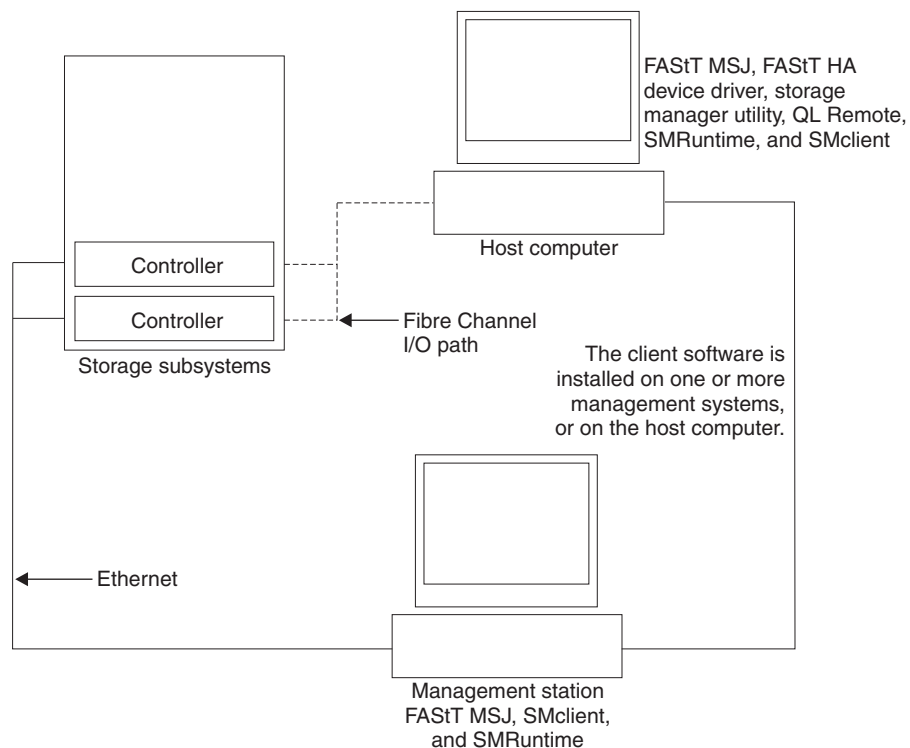 FAStT MSJ, FAStT HA
device driver, storage
manager utility, QL Remote,
SMRuntime, and SMclient
Host computer
Controller
Controller
Storage subsystems
Fibre Channel
I/O path
The client software is
installed on one or more
management systems,
or on the host computer.
Ethernet
Management station
FAStT MSJ, SMclient,
and SMRuntime